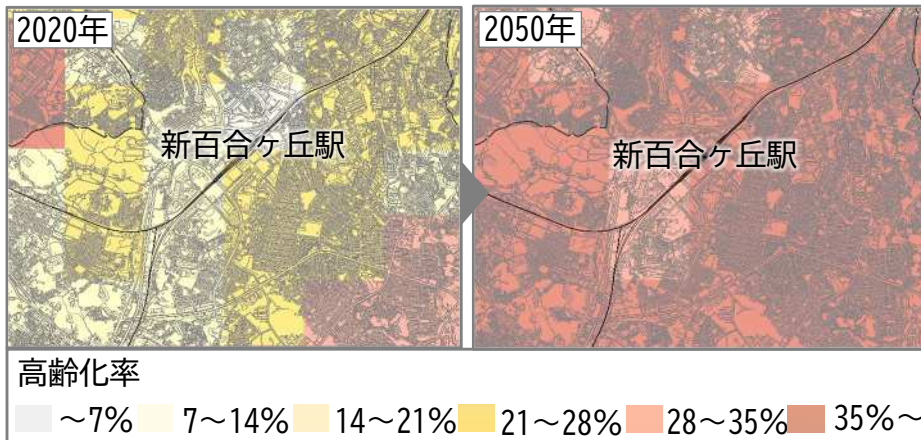 2020年
2050年
新百合ヶ丘駅
新百合ヶ丘駅
高齢化率
～7%
7～14%
14～21%
21～28%
28～35%
35%～